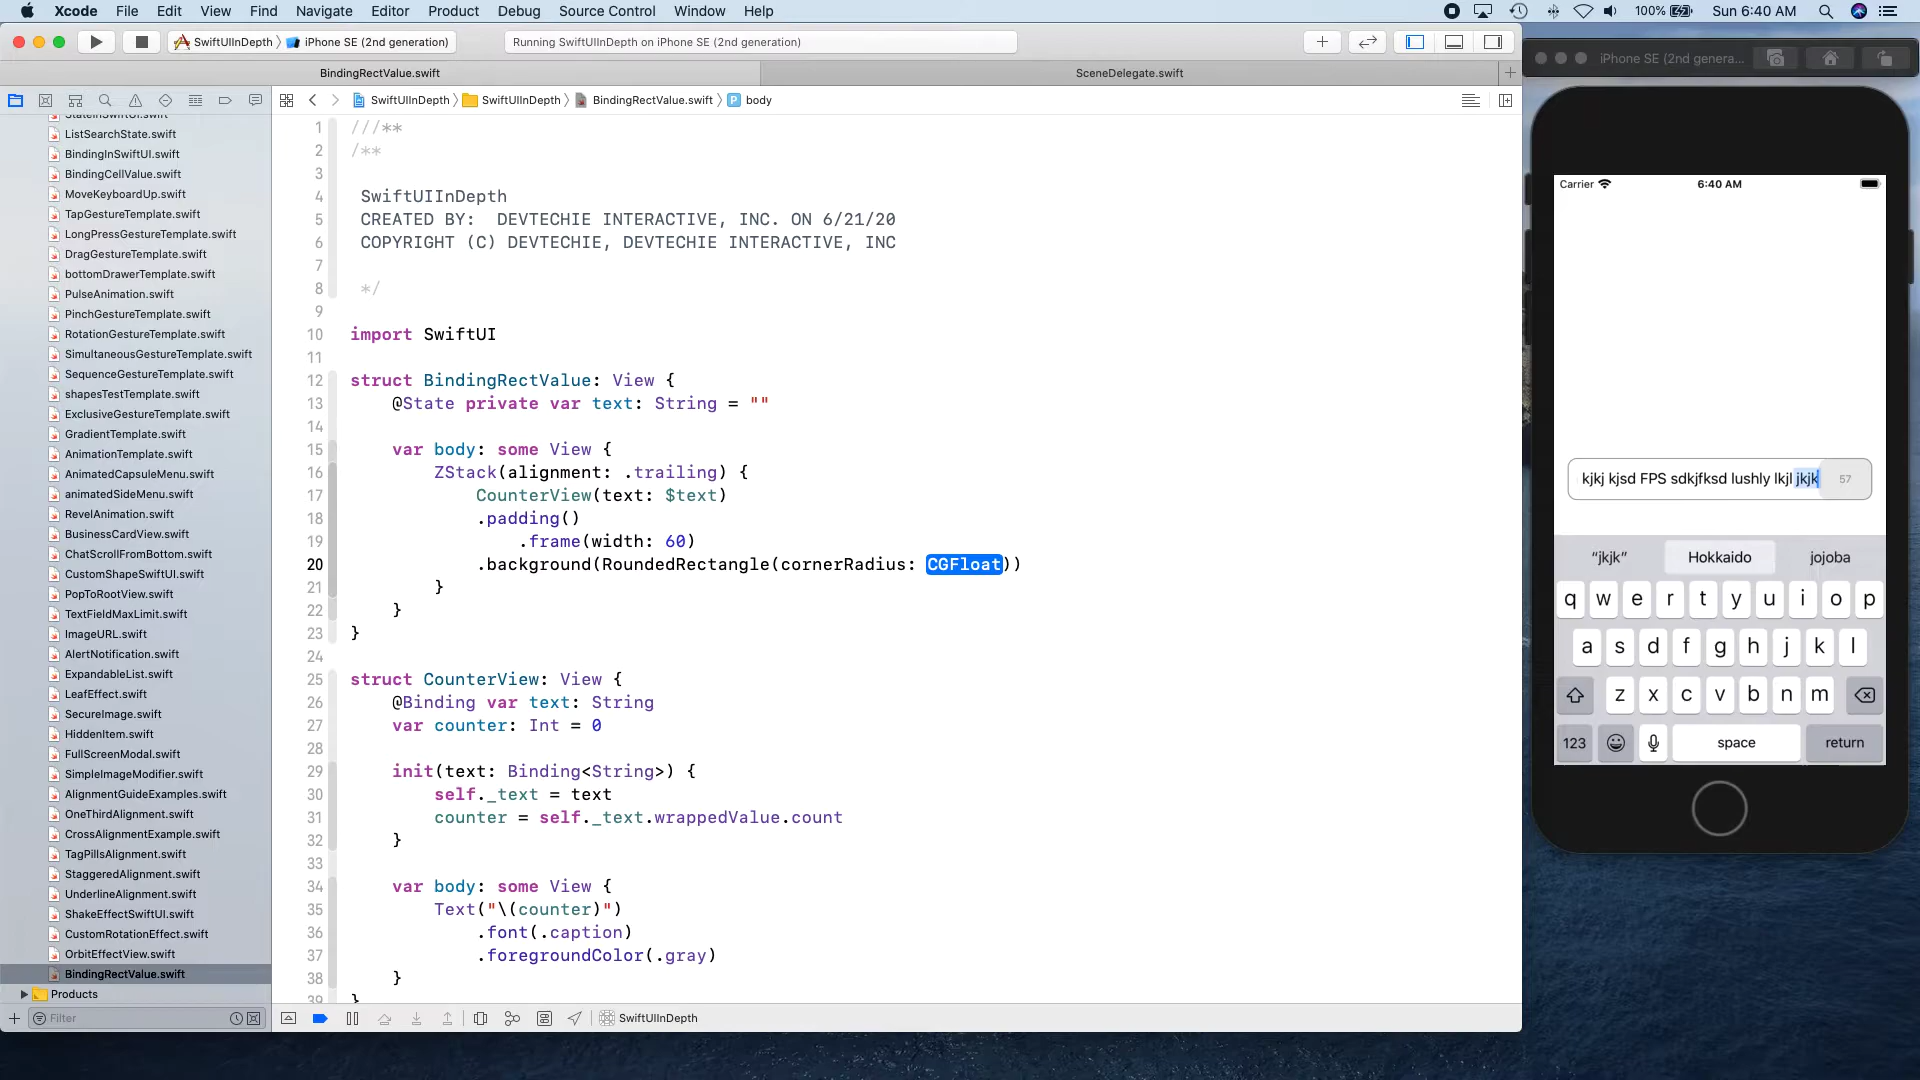 Xcode File Edit View Find Navigate Editor Product Debug Source Control Window Help
100% Sun 6:40 AM
SwiftUIInDepth iPhone SE (2nd generation)
Running SwiftUIInDepth on iPhone SE (2nd generation)
BindingRectValue.swift
SceneDelegate.swift
SwiftUIInDepth SwiftUIInDepth BindingRectValue.swift P body
StateInSwiftUI.swift
ListSearchState.swift
BindingInSwiftUI.swift
BindingCellValue.swift
MoveKeyboardUp.swift
TapGestureTemplate.swift
LongPressGestureTemplate.swift
DragGestureTemplate.swift
bottomDrawerTemplate.swift
PulseAnimation.swift
PinchGestureTemplate.swift
RotationGestureTemplate.swift
SimultaneousGestureTemplate.swift
SequenceGestureTemplate.swift
shapesTestTemplate.swift
ExclusiveGestureTemplate.swift
GradientTemplate.swift
AnimationTemplate.swift
AnimatedCapsuleMenu.swift
animatedSideMenu.swift
RevelAnimation.swift
BusinessCardView.swift
ChatScrollFromBottom.swift
CustomShapeSwiftUI.swift
PopToRootView.swift
TextFieldMaxLimit.swift
ImageURL.swift
AlertNotification.swift
ExpandableList.swift
LeafEffect.swift
SecureImage.swift
HiddenItem.swift
FullScreenModal.swift
SimpleImageModifier.swift
AlignmentGuideExamples.swift
OneThirdAlignment.swift
CrossAlignmentExample.swift
TagPillsAlignment.swift
StaggeredAlignment.swift
UnderlineAlignment.swift
ShakeEffectSwiftUI.swift
CustomRotationEffect.swift
OrbitEffectView.swift
BindingRectValue.swift
Products
Filter
1 ///**
2 /**
3
4 SwiftUIInDepth
5 CREATED BY: DEVTECHIE INTERACTIVE, INC. ON 6/21/20
6 COPYRIGHT (C) DEVTECHIE, DEVTECHIE INTERACTIVE, INC
7
8 */
9
10 import SwiftUI
11
12 struct BindingRectValue: View {
13 @State private var text: String = ""
14
15 var body: some View {
16 ZStack(alignment: .trailing) {
17 CounterView(text: $text)
18 .padding()
19 .frame(width: 60)
20 .background(RoundedRectangle(cornerRadius: CGFloat))
21 }
22 }
23 }
24
25 struct CounterView: View {
26 @Binding var text: String
27 var counter: Int = 0
28
29 init(text: Binding<String>) {
30 self._text = text
31 counter = self._text.wrappedValue.count
32 }
33
34 var body: some View {
35 Text("\(counter)")
36 .font(.caption)
37 .foregroundColor(.gray)
38 }
39 }
SwiftUIInDepth
iPhone SE (2nd genera...
Carrier 6:40 AM
kjkj kjsd FPS sdkjfksd lushly lkjl jkjk 57
“jkjk” Hokkaido jojoba
q w e r t y u i o p
a s d f g h j k l
z x c v b n m
123 space return